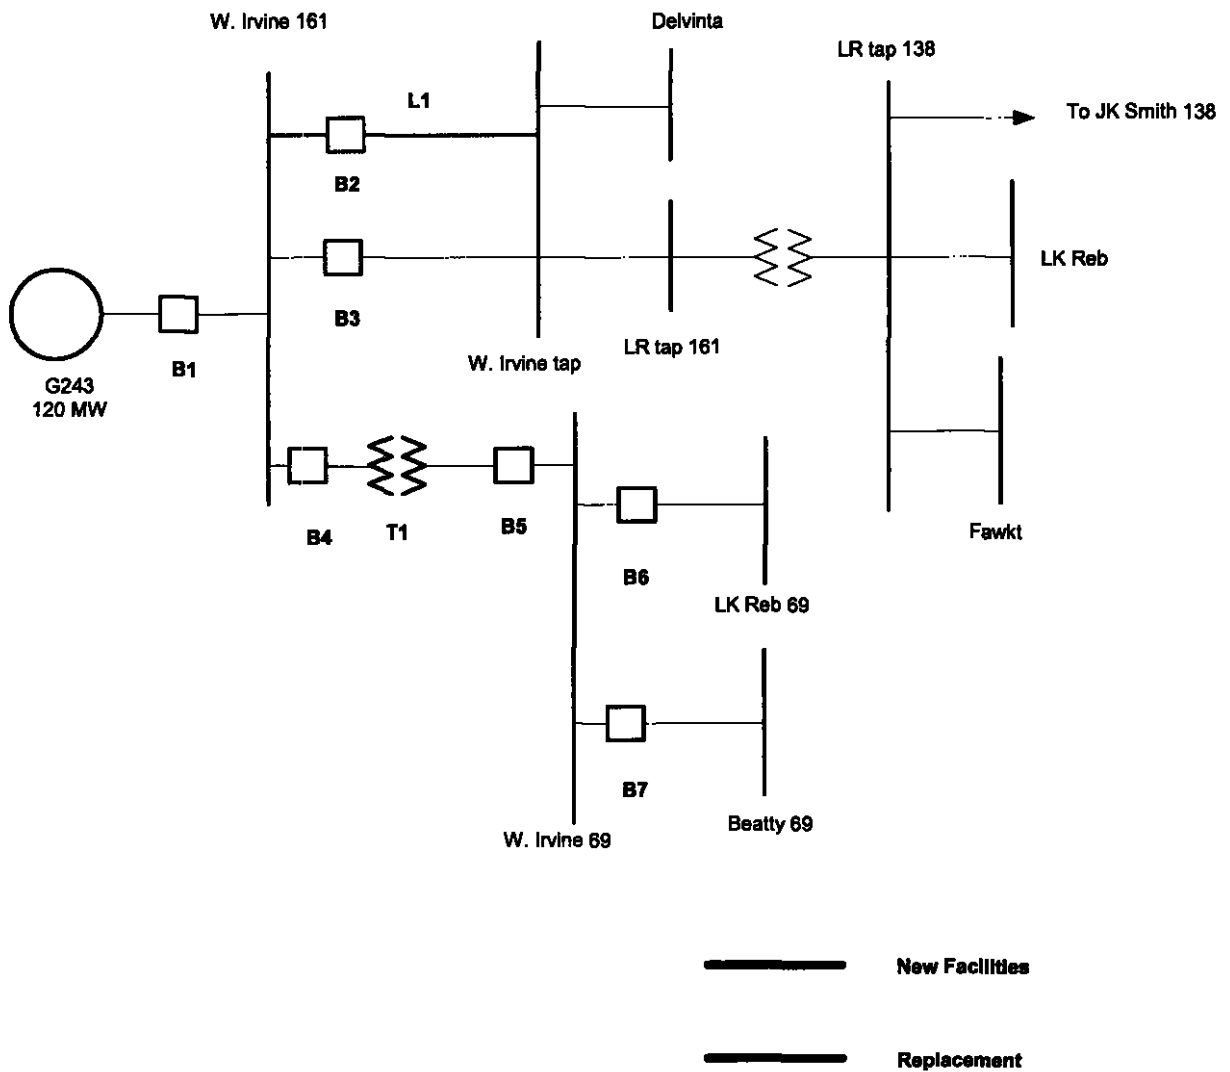 W. Irvine 161
Delvinta
LR tap 138
L1
To JK Smith 138
B2
LK Reb
B3
LR tap 161
W. Irvine tap
B1
G243
120 MW
B4
T1
B5
Fawkt
B6
LK Reb 69
B7
Beatty 69
W. Irvine 69
New Facilities
Replacement